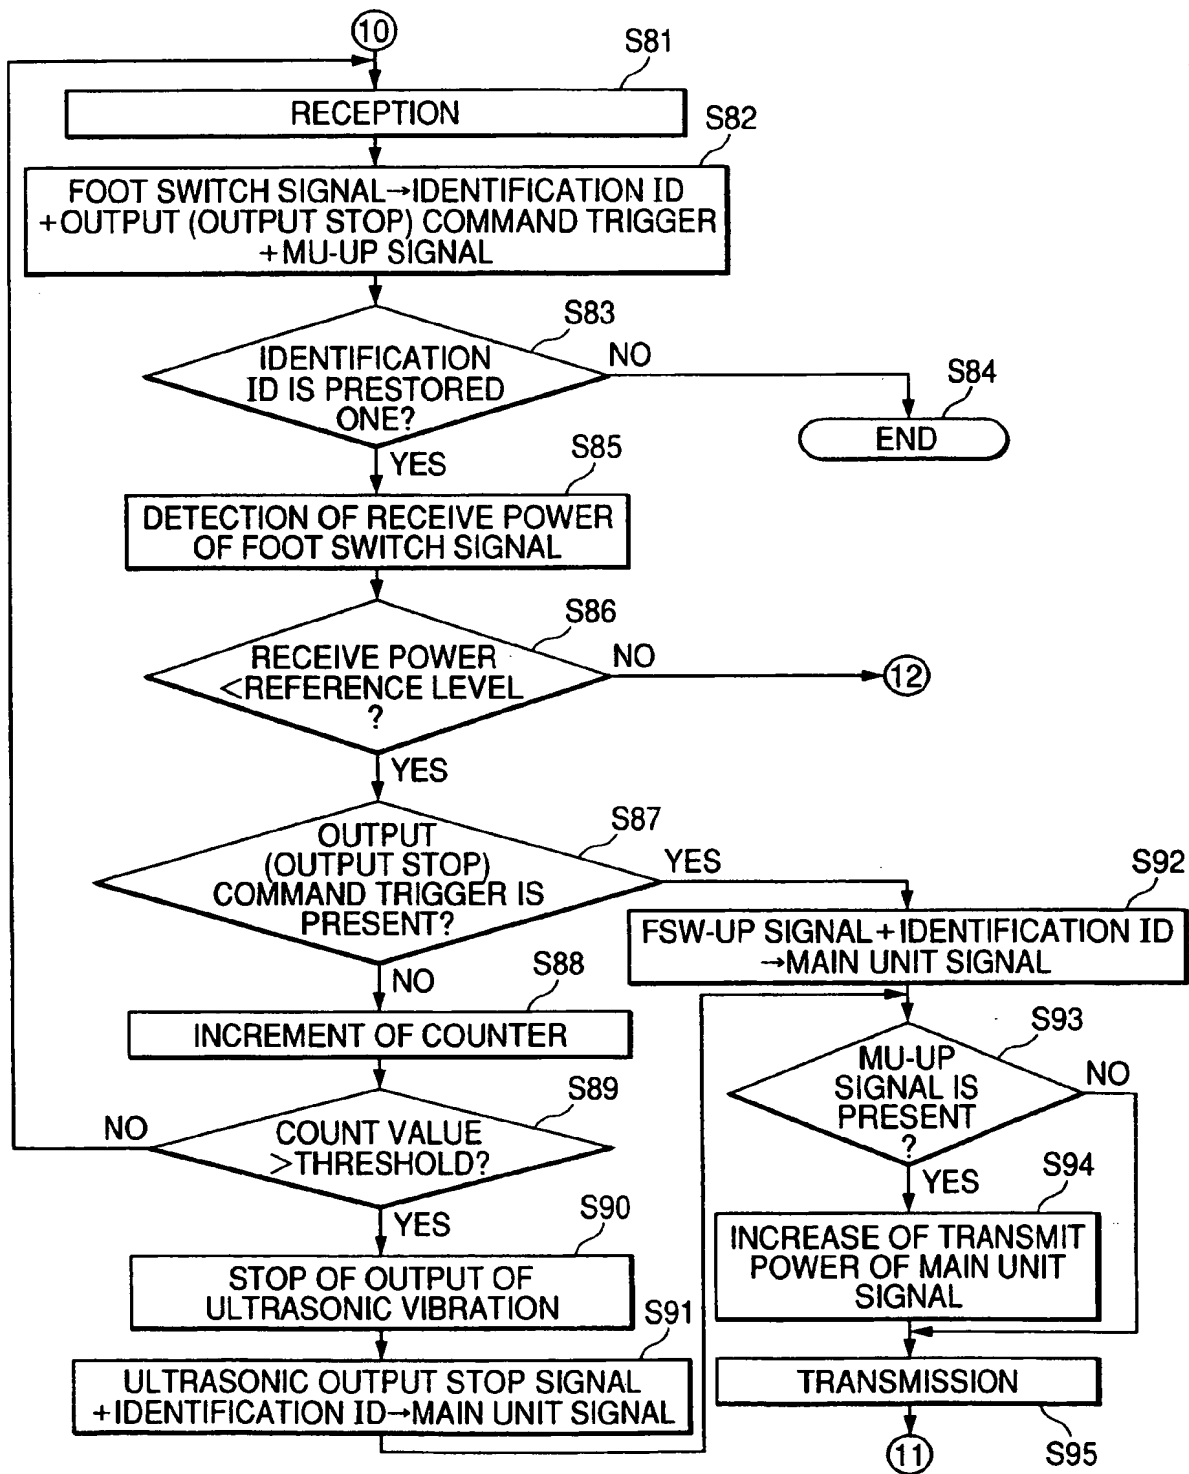 10
S81
RECEPTION
S82
FOOT SWITCH SIGNAL→IDENTIFICATION ID
+OUTPUT (OUTPUT STOP) COMMAND TRIGGER
+MU-UP SIGNAL
S83
IDENTIFICATION
ID IS PRESTORED
ONE?
NO
S84
END
YES
S85
DETECTION OF RECEIVE POWER
OF FOOT SWITCH SIGNAL
S86
RECEIVE POWER
<REFERENCE LEVEL
?
NO
12
YES
S87
OUTPUT
(OUTPUT STOP)
COMMAND TRIGGER IS
PRESENT?
YES
S92
FSW-UP SIGNAL+IDENTIFICATION ID
→MAIN UNIT SIGNAL
NO
S88
INCREMENT OF COUNTER
S93
MU-UP
SIGNAL IS
PRESENT
?
NO
S89
COUNT VALUE
>THRESHOLD?
NO
YES
S94
INCREASE OF TRANSMIT
POWER OF MAIN UNIT
SIGNAL
YES
S90
STOP OF OUTPUT OF
ULTRASONIC VIBRATION
S91
ULTRASONIC OUTPUT STOP SIGNAL
+IDENTIFICATION ID→MAIN UNIT SIGNAL
TRANSMISSION
S95
11